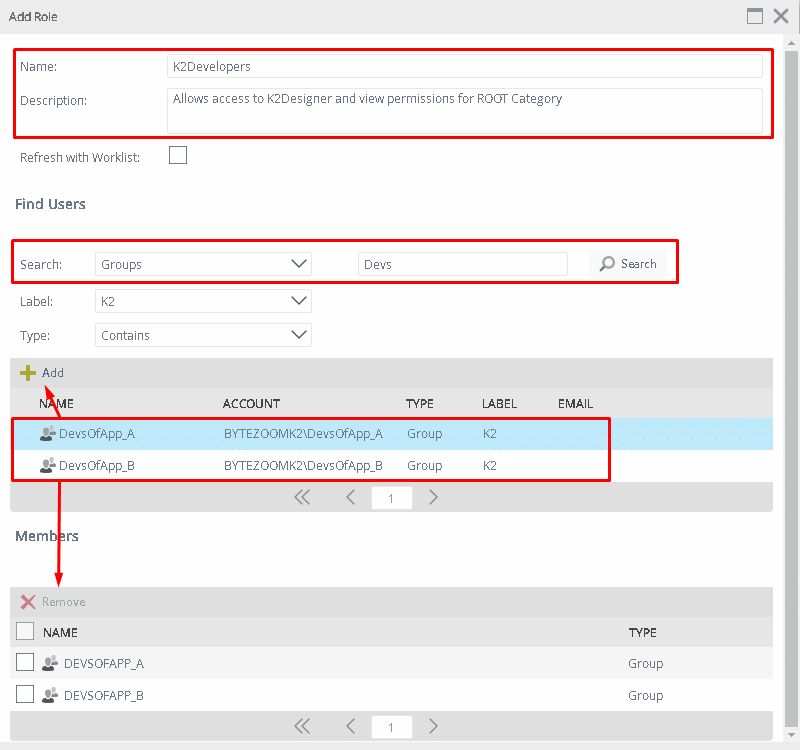 Add Role
Name: K2Developers
Description: Allows access to K2Designer and view permissions for ROOT Category
Refresh with Worklist:
Find Users
Search: Groups Devs Search
Label: K2
Type: Contains
Add
NAME ACCOUNT TYPE LABEL EMAIL
DevsOfApp_A BYTEZOOMK2\DevsOfApp_A Group K2
DevsOfApp_B BYTEZOOMK2\DevsOfApp_B Group K2
1
Members
Remove
NAME TYPE
DEVSOFAPP_A Group
DEVSOFAPP_B Group
1